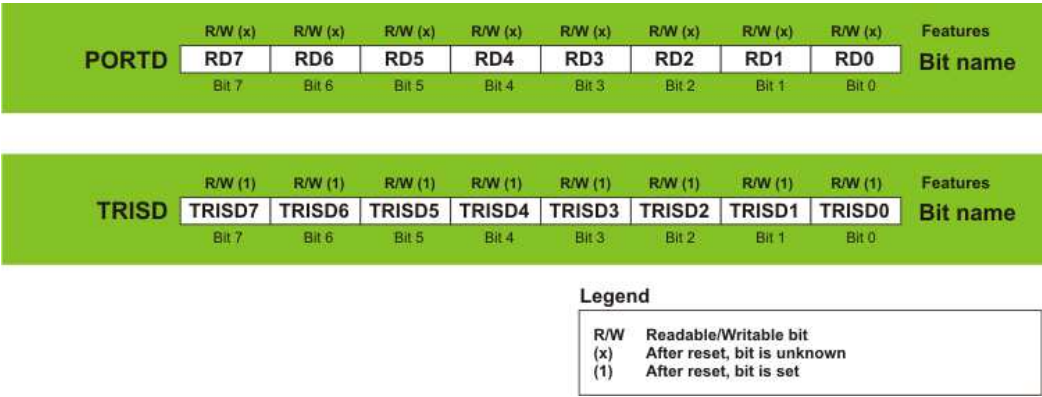 R/W (x) R/W (x) R/W (x) R/W (x) R/W (x) R/W (x) R/W (x) R/W (x) Features
PORTD RD7 RD6 RD5 RD4 RD3 RD2 RD1 RD0 Bit name
Bit 7 Bit 6 Bit 5 Bit 4 Bit 3 Bit 2 Bit 1 Bit 0
R/W (1) R/W (1) R/W (1) R/W (1) R/W (1) R/W (1) R/W (1) R/W (1) Features
TRISD TRISD7 TRISD6 TRISD5 TRISD4 TRISD3 TRISD2 TRISD1 TRISD0 Bit name
Bit 7 Bit 6 Bit 5 Bit 4 Bit 3 Bit 2 Bit 1 Bit 0
Legend
R/W Readable/Writable bit
(x) After reset, bit is unknown
(1) After reset, bit is set